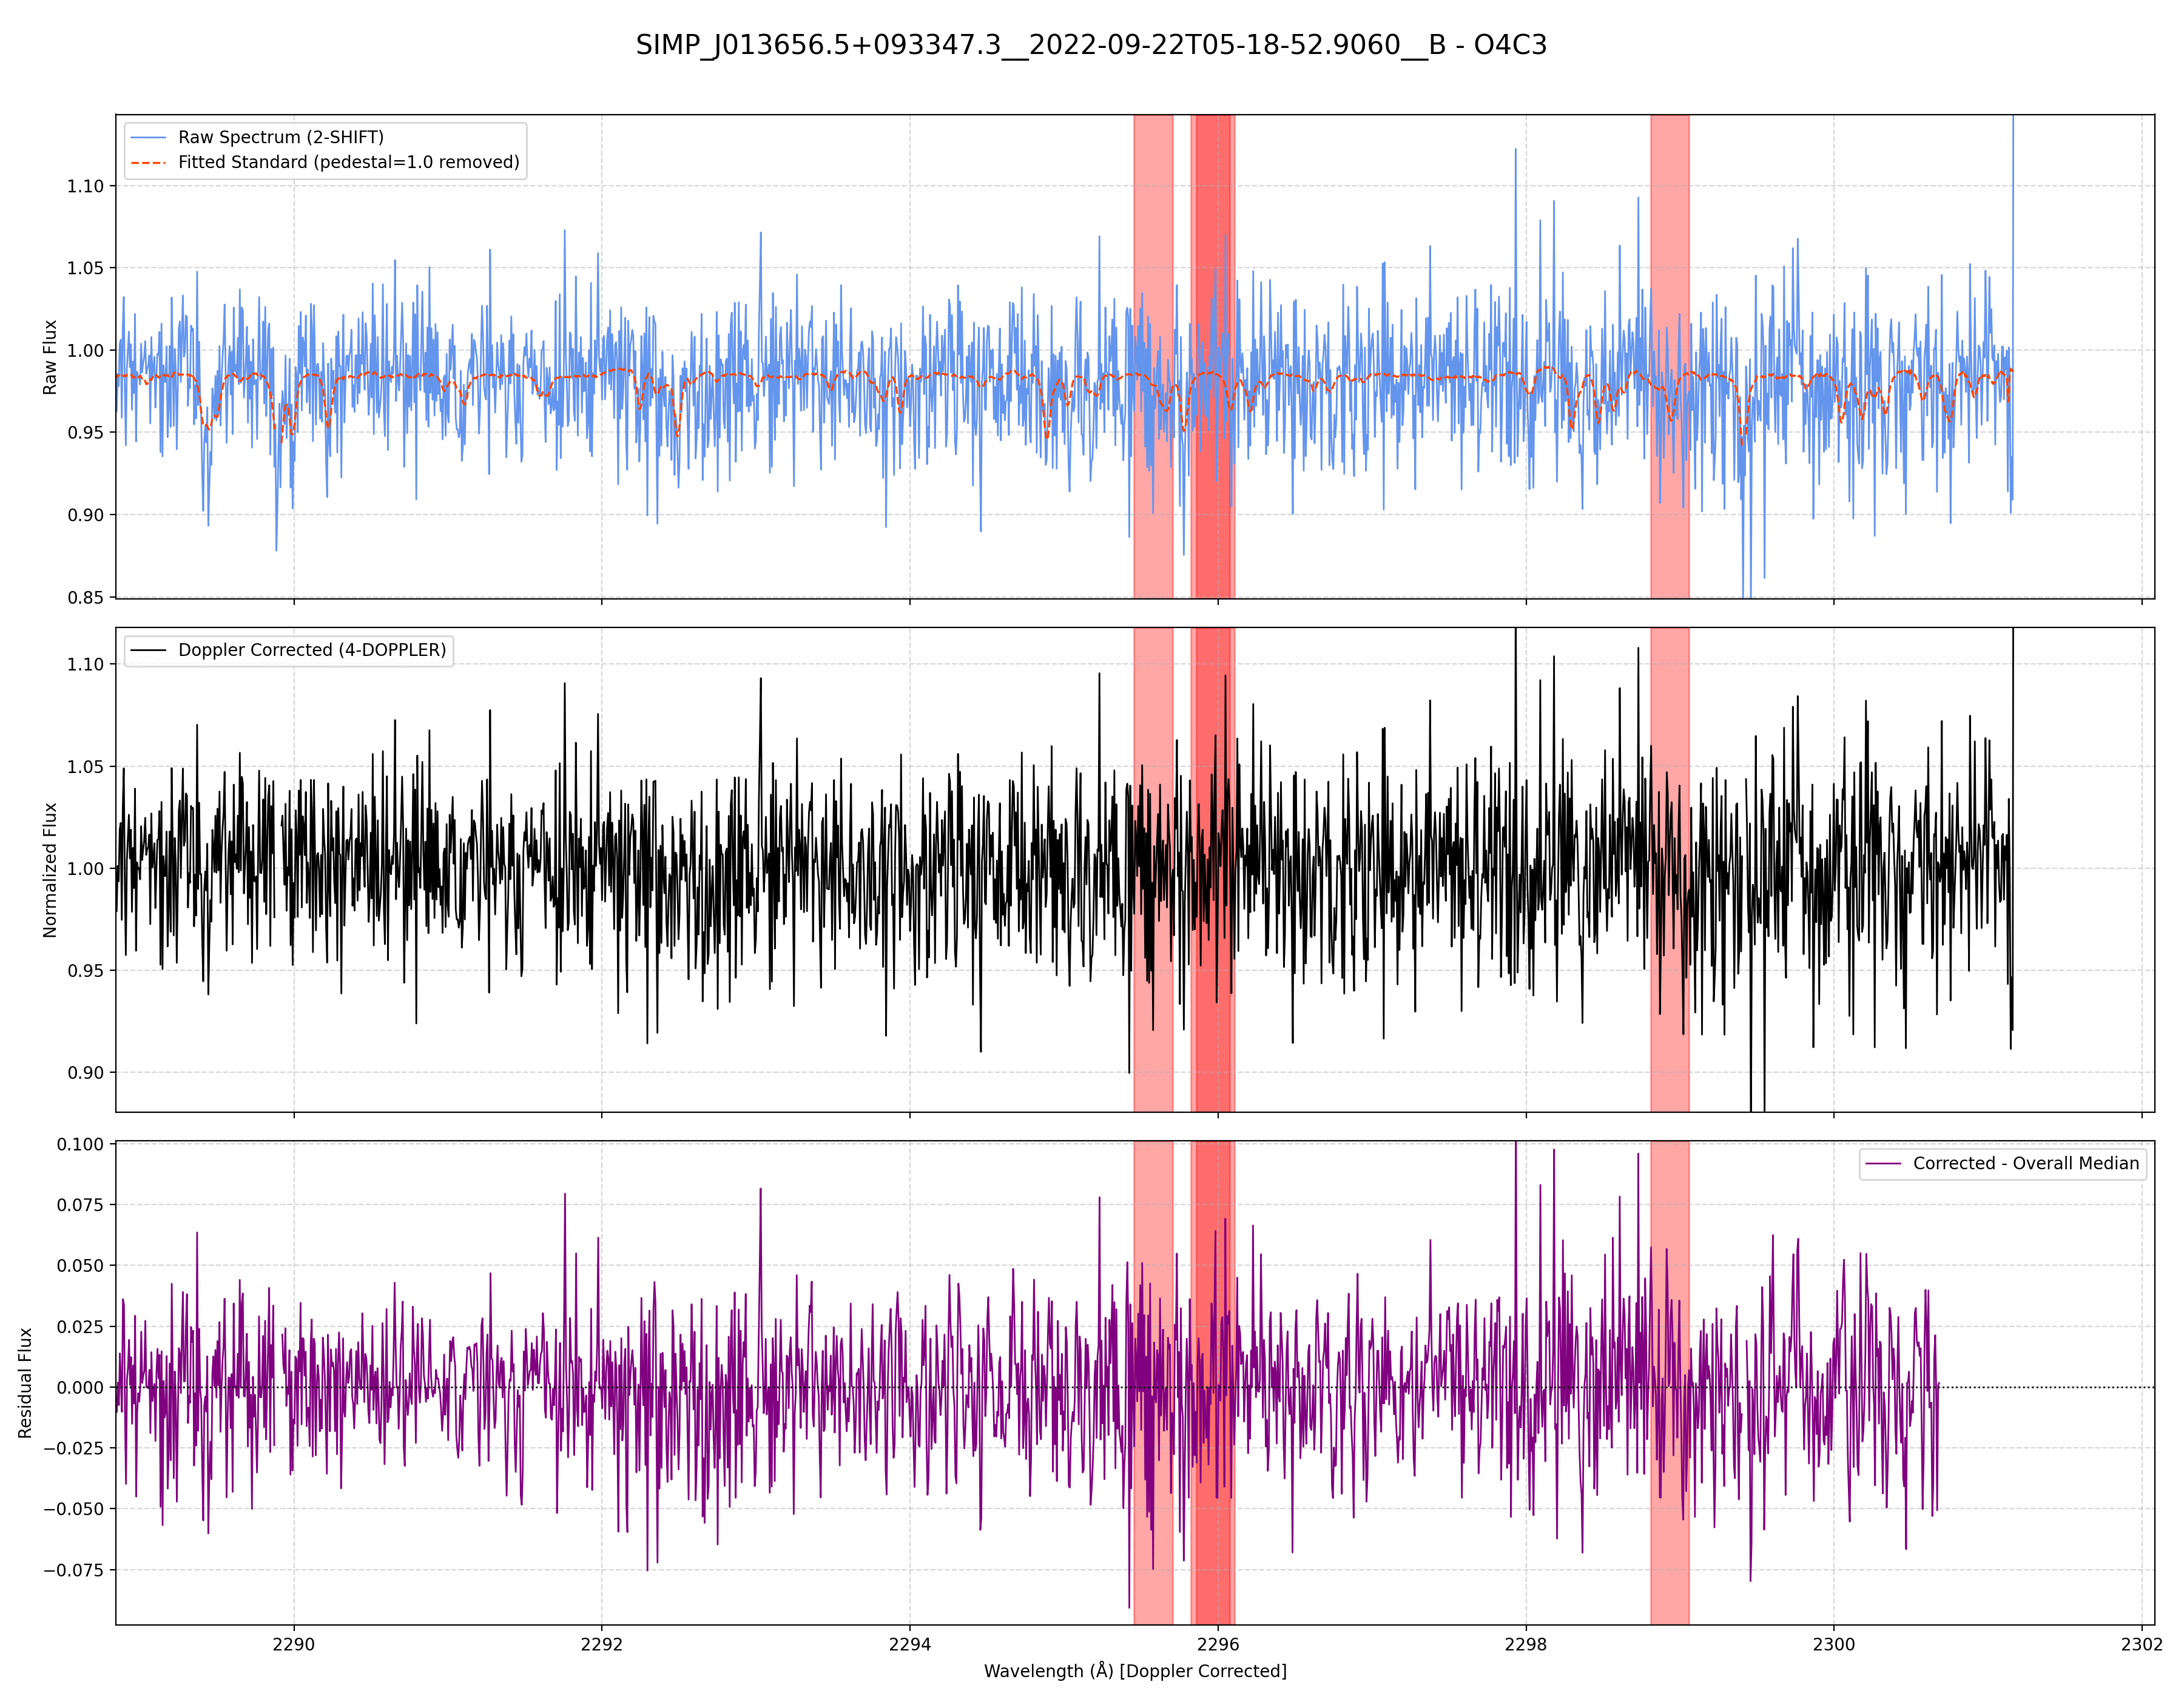 SIMP_J013656.5+093347.3__2022-09-22T05-18-52.9060__B - O4C3
Raw Spectrum (2-SHIFT)
Fitted Standard (pedestal=1.0 removed)
Raw Flux
1.10
1.05
1.00
0.95
0.90
0.85
Doppler Corrected (4-DOPPLER)
Normalized Flux
1.10
1.05
1.00
0.95
0.90
Corrected - Overall Median
Residual Flux
0.100
0.075
0.050
0.025
0.000
−0.025
−0.050
−0.075
2290 2292 2294 2296 2298 2300 2302
Wavelength (Å) [Doppler Corrected]